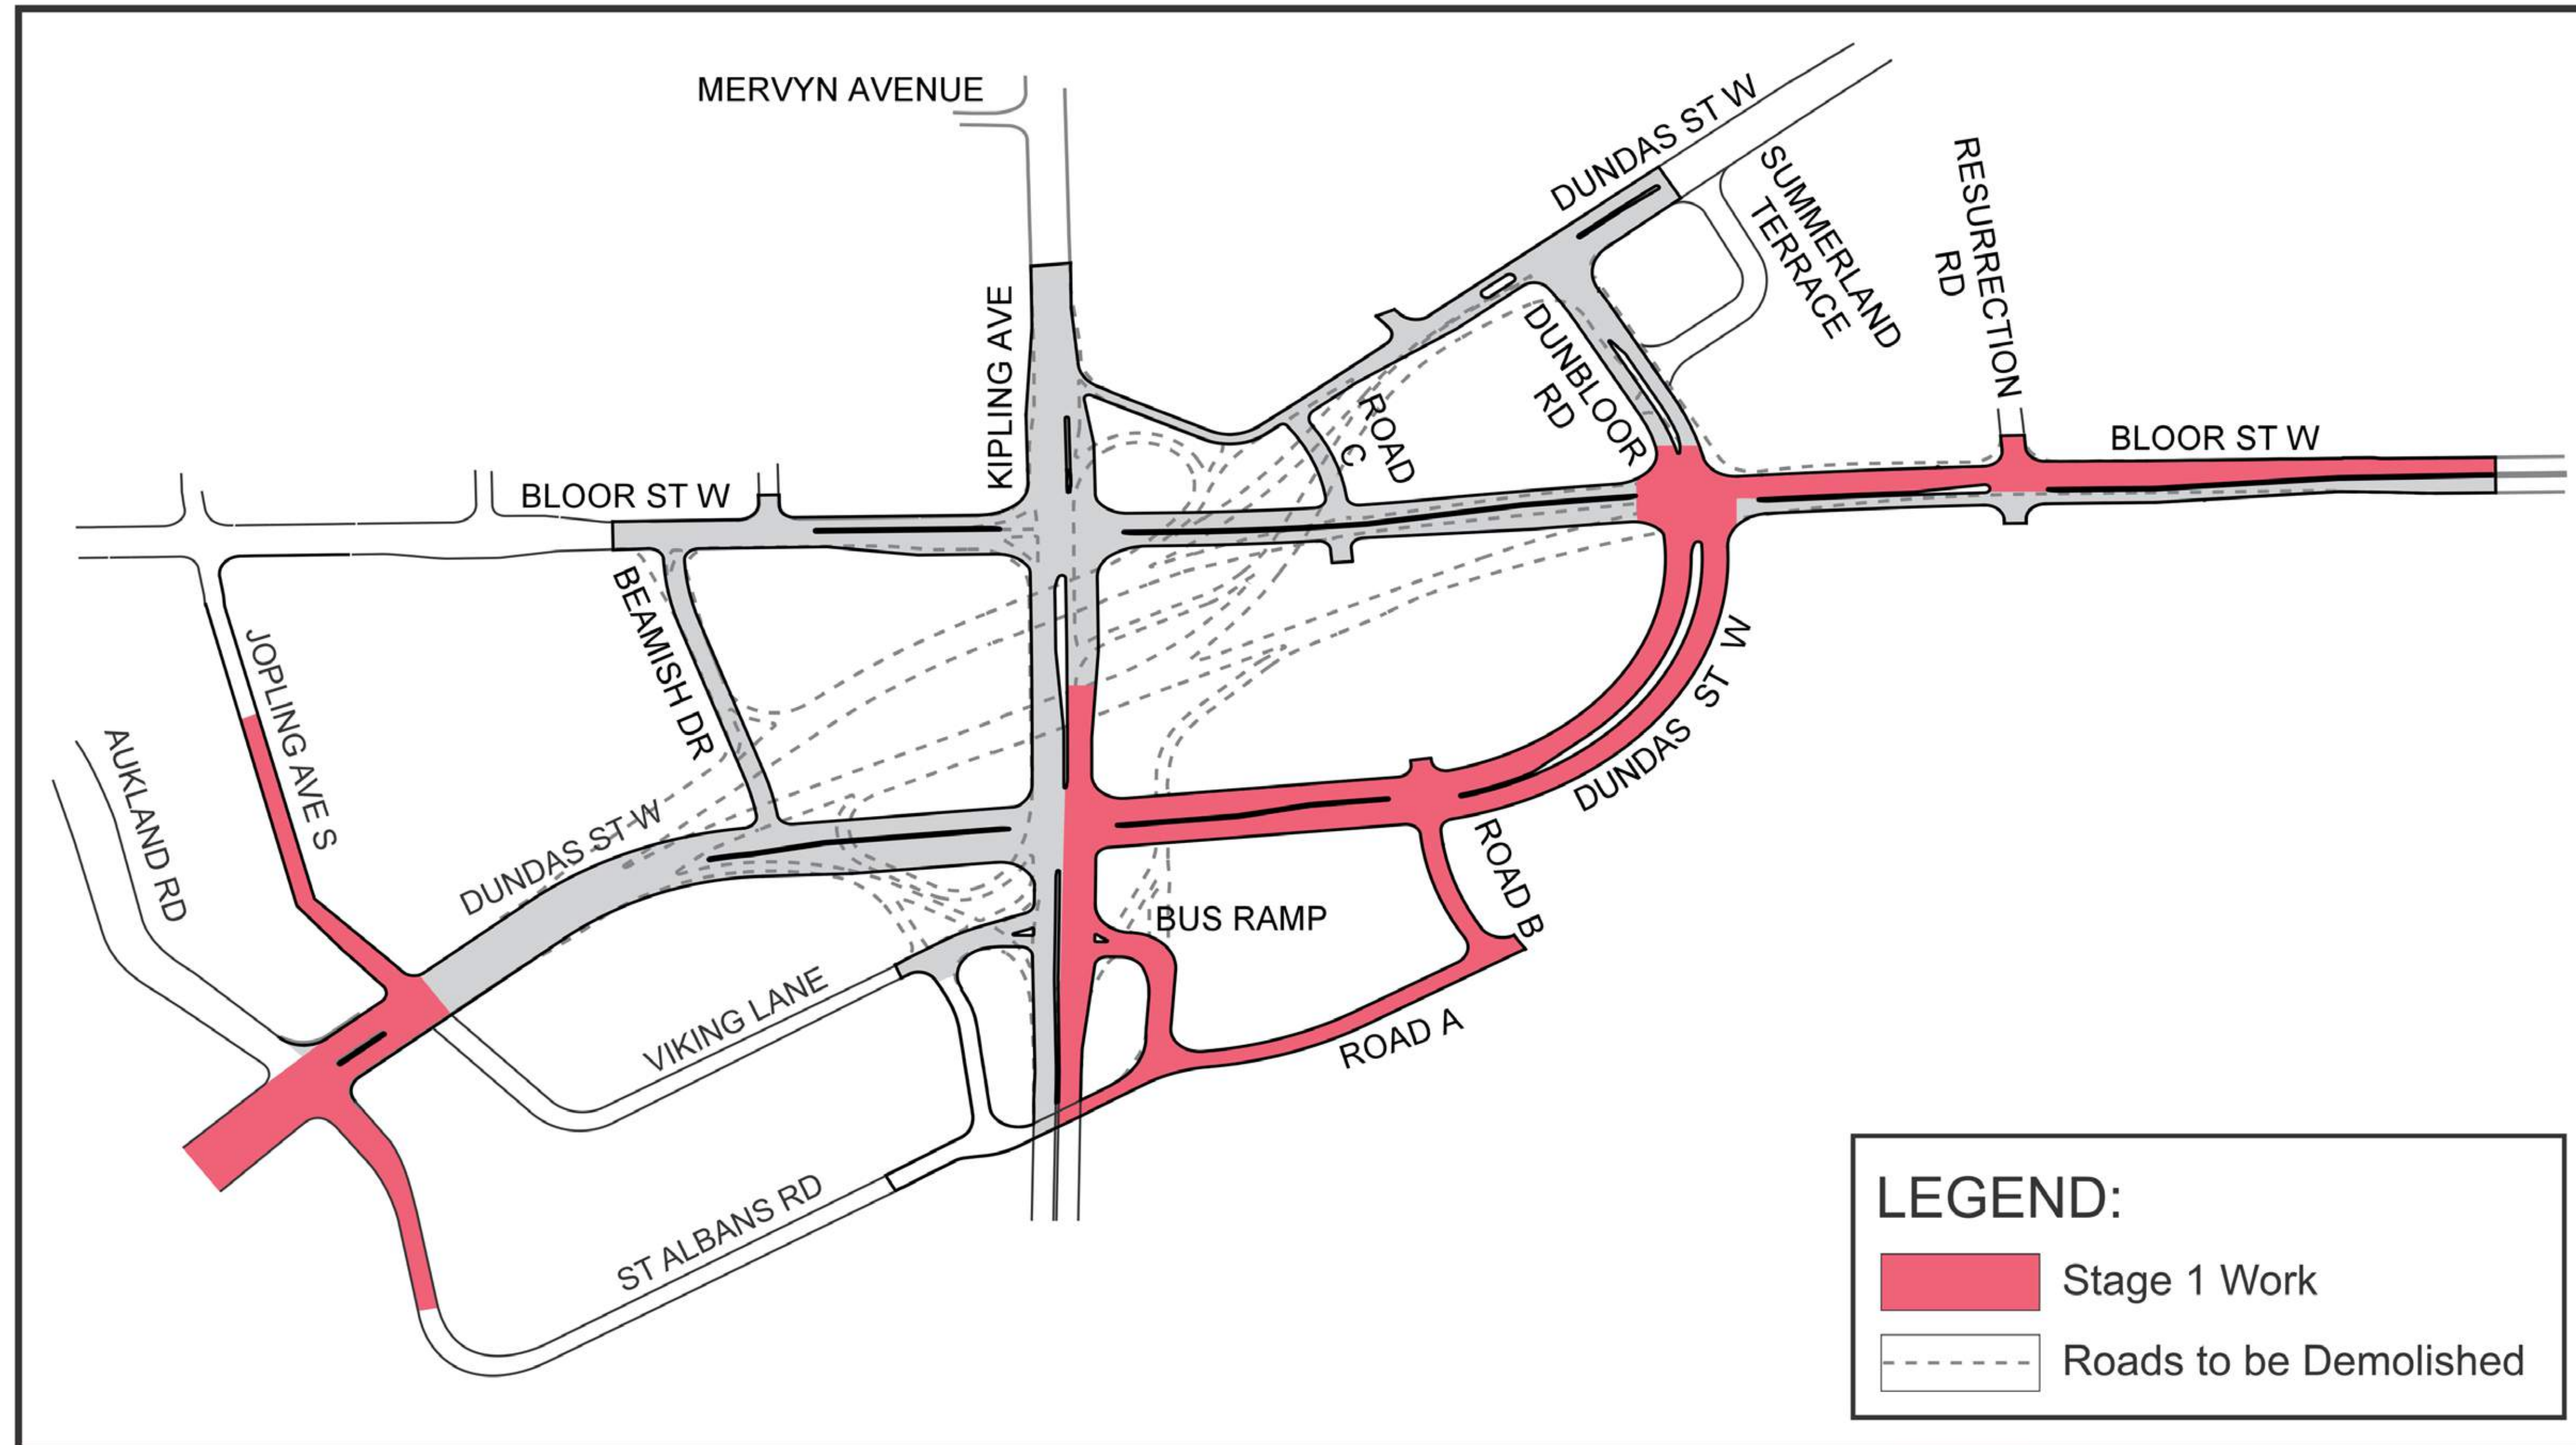 MERVYN AVENUE
DUNDAS ST W
SUMMERLAND
TERRACE
RESURRECTION
RD
KIPLING AVE
DUNBLOOR
RD
ROAD
C
BLOOR ST W
BLOOR ST W
BEAMISH DR
JOPLING AVE S
AUKLAND RD
DUNDAS ST W
DUNDAS ST W
ROAD B
BUS RAMP
VIKING LANE
ROAD A
ST ALBANS RD
LEGEND:
Stage 1 Work
Roads to be Demolished